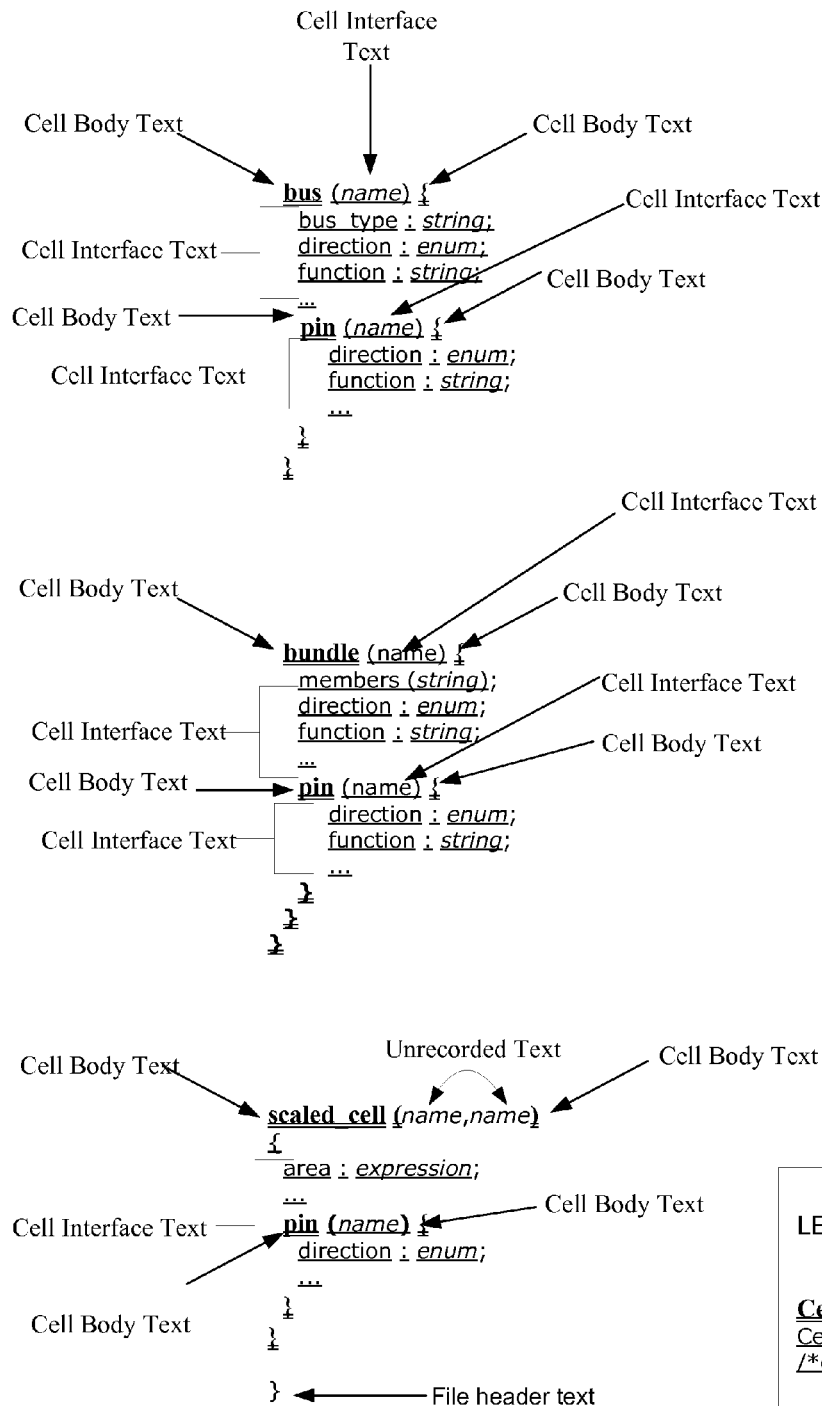 Cell Interface
Text
Cell Body Text
Cell Body Text
bus (name) {
Cell Interface Text
bus_type : string;
Cell Interface Text
direction : enum;
function : string;
Cell Body Text
...
Cell Body Text
pin (name) {
Cell Interface Text
direction : enum;
function : string;
...
}
}
Cell Interface Text
Cell Body Text
Cell Body Text
bundle (name) {
members (string);
Cell Interface Text
direction : enum;
Cell Interface Text
function : string;
Cell Body Text
...
Cell Body Text
pin (name) {
direction : enum;
Cell Interface Text
function : string;
...
}
}
}
Unrecorded Text
Cell Body Text
Cell Body Text
scaled_cell (name,name)
{
area : expression;
...
Cell Body Text
Cell Interface Text
pin (name) {
direction : enum;
...
}
Cell Body Text
}
} File header text